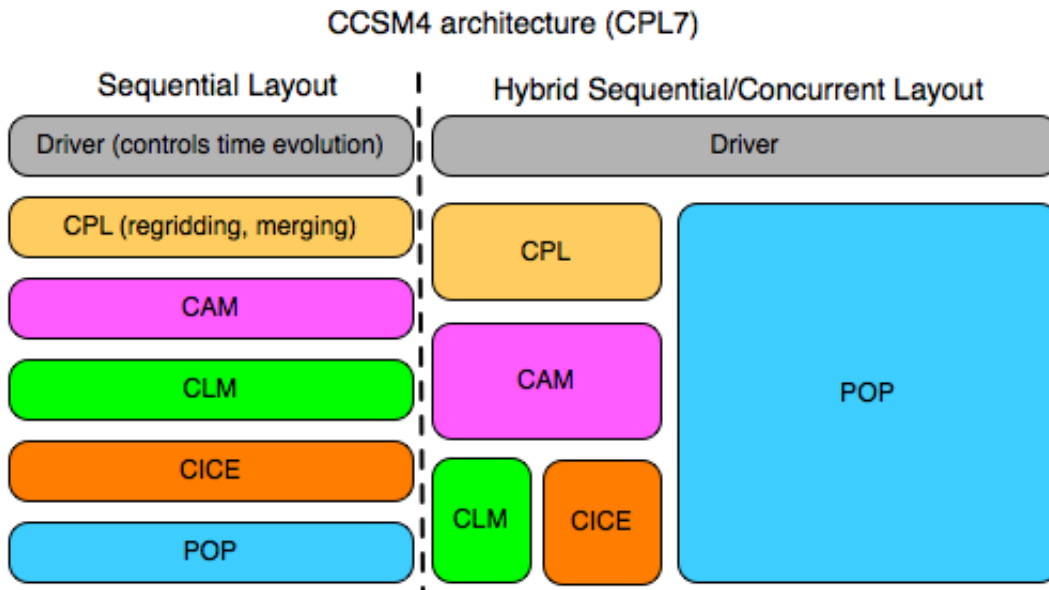 CCSM4 architecture (CPL7)
Sequential Layout
Driver (controls time evolution)
CPL (regridding, merging)
CAM
CLM
CICE
POP
Hybrid Sequential/Concurrent Layout
Driver
CPL
CAM
CLM
CICE
POP